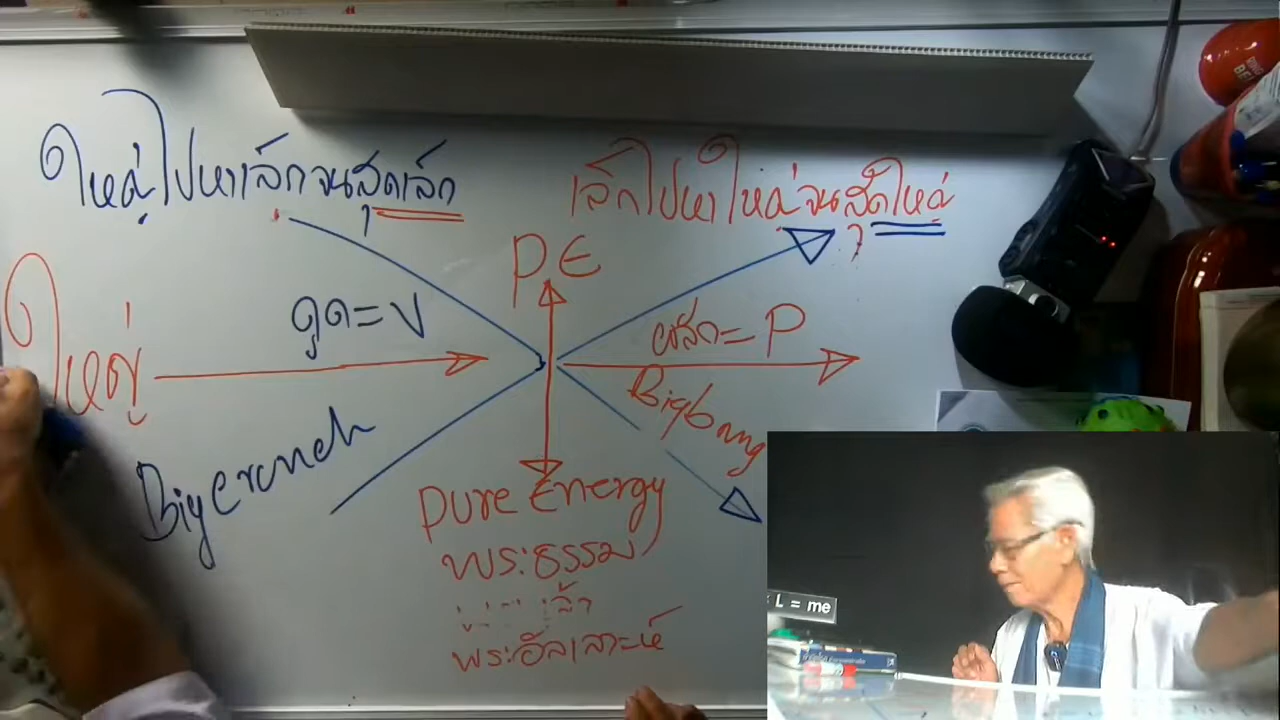 ใหญ่ไปหาเล็กจนสุดเล็ก
เล็กไปหาใหญ่จนสุดใหญ่
PE
ใหญ่
ดูด=V
ผลัก=P
Bigbang
Bigcrunch
Pure Energy
พระธรรม
พระอัลเลาะห์
L = me